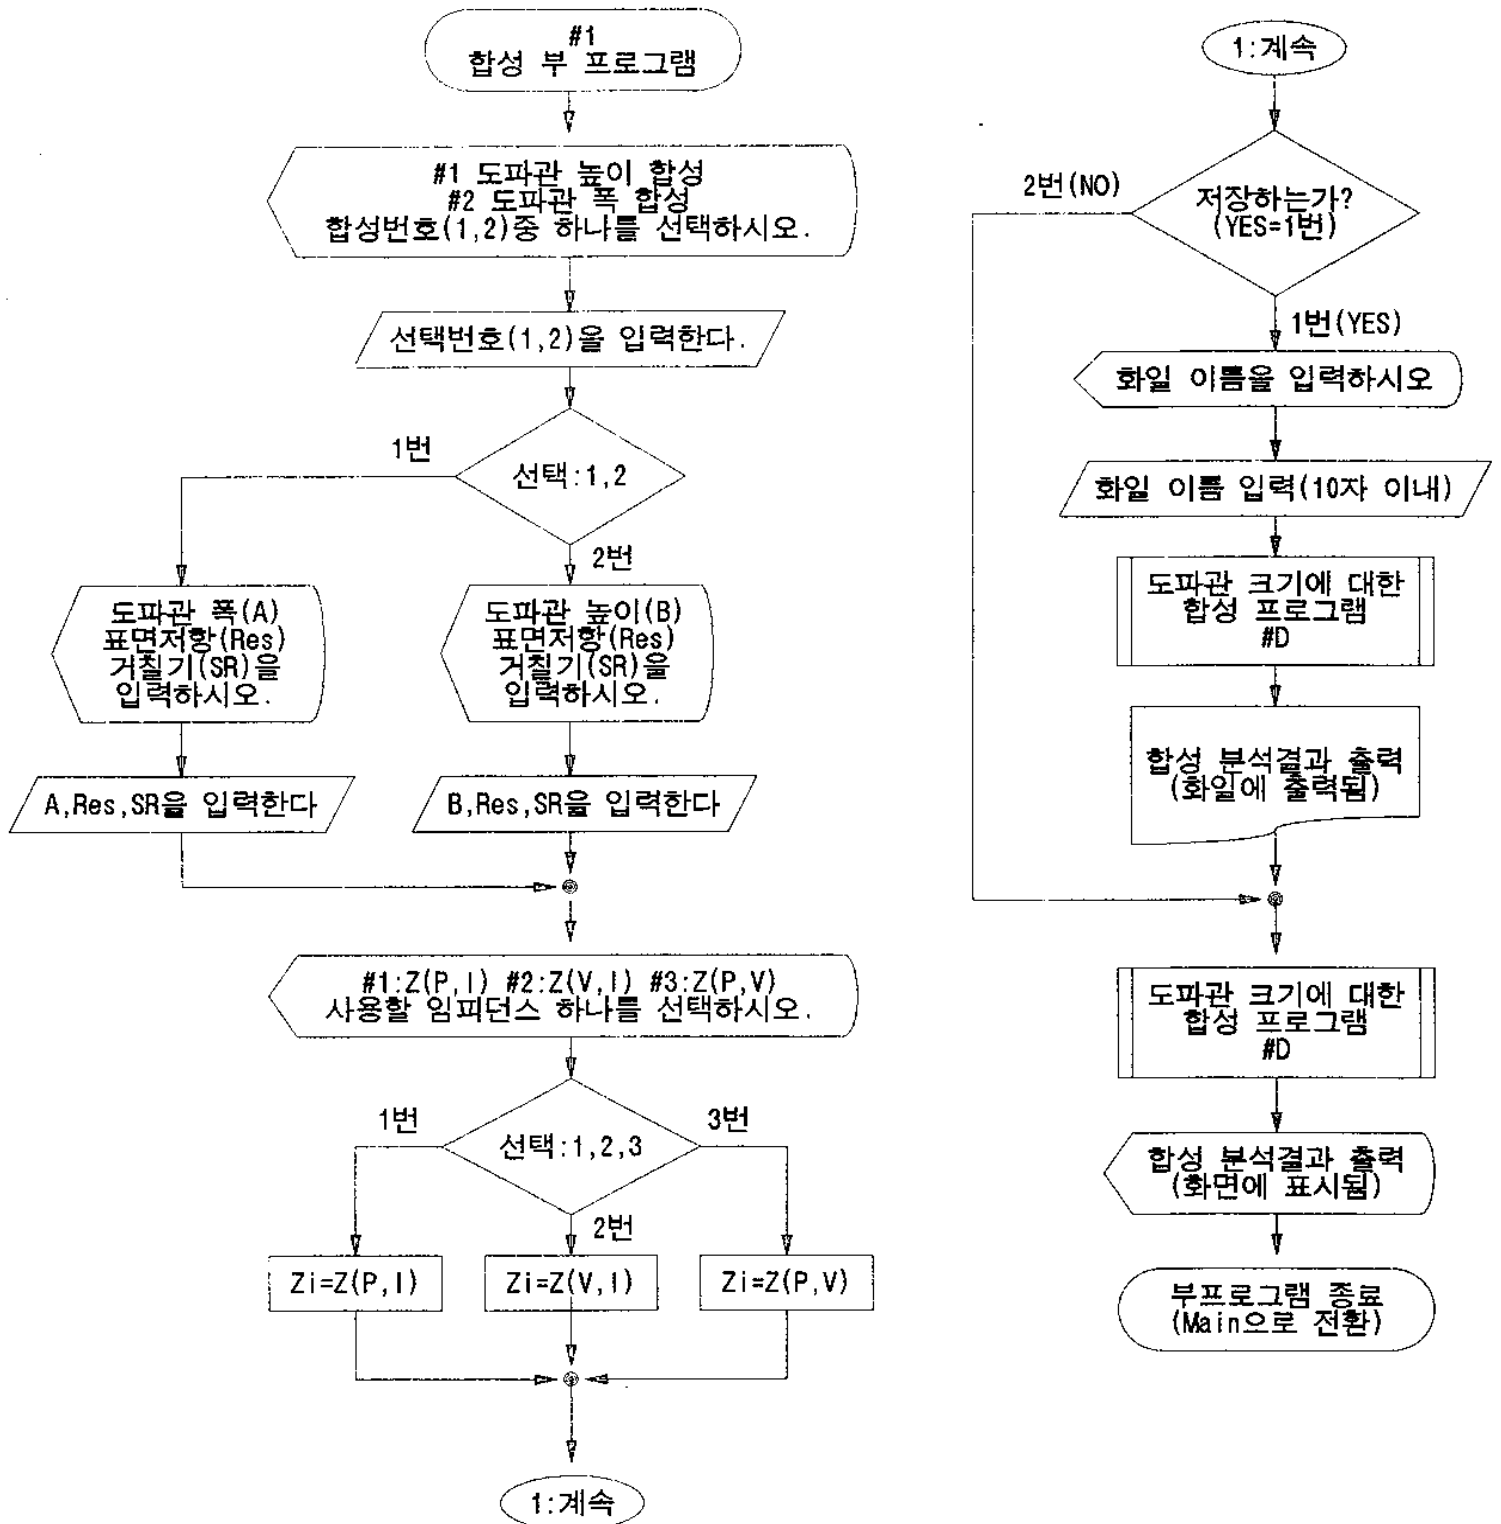 #1
합성 부 프로그램
#1 도파관 높이 합성
#2 도파관 폭 합성
합성번호(1,2)중 하나를 선택하시오.
선택번호(1,2)을 입력한다.
1번
선택:1,2
2번
도파관 폭(A)
표면저항(Res)
거칠기(SR)을
입력하시오.
도파관 높이(B)
표면저항(Res)
거칠기(SR)을
입력하시오.
A,Res,SR을 입력한다
B,Res,SR을 입력한다
#1:Z(P,I) #2:Z(V,I) #3:Z(P,V)
사용할 임피던스 하나를 선택하시오.
1번
선택:1,2,3
3번
2번
Zi=Z(P,I)
Zi=Z(V,I)
Zi=Z(P,V)
1:계속
1:계속
2번(NO)
저장하는가?
(YES=1번)
1번(YES)
화일 이름을 입력하시오
화일 이름 입력(10자 이내)
도파관 크기에 대한
합성 프로그램
#D
합성 분석결과 출력
(화일에 출력됨)
도파관 크기에 대한
합성 프로그램
#D
합성 분석결과 출력
(화면에 표시됨)
부프로그램 종료
(Main으로 전환)